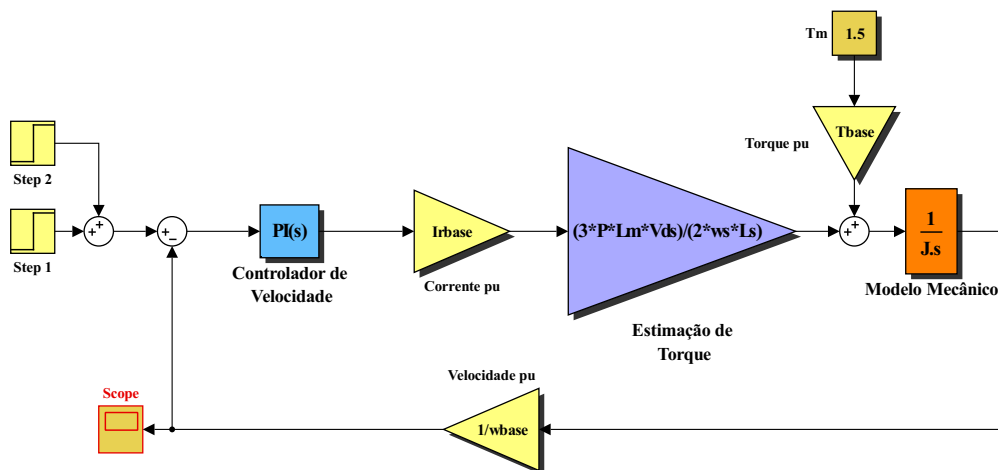 Tm
1.5
Tbase
Torque pu
Step 2
Step 1
+
+
−
PI(s)
Controlador de
Velocidade
Irbase
Corrente pu
(3*P*Lm*Vds)/(2*ws*Ls)
Estimação de
Torque
+
+
1
J.s
Modelo Mecânico
Velocidade pu
1/wbase
Scope